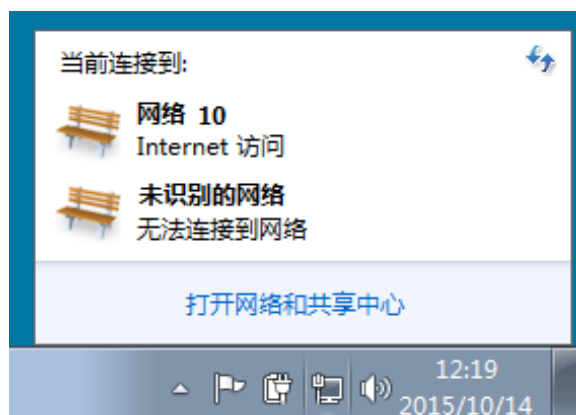 当前连接到:
网络 10
Internet 访问
未识别的网络
无法连接到网络
打开网络和共享中心
12:19
2015/10/14